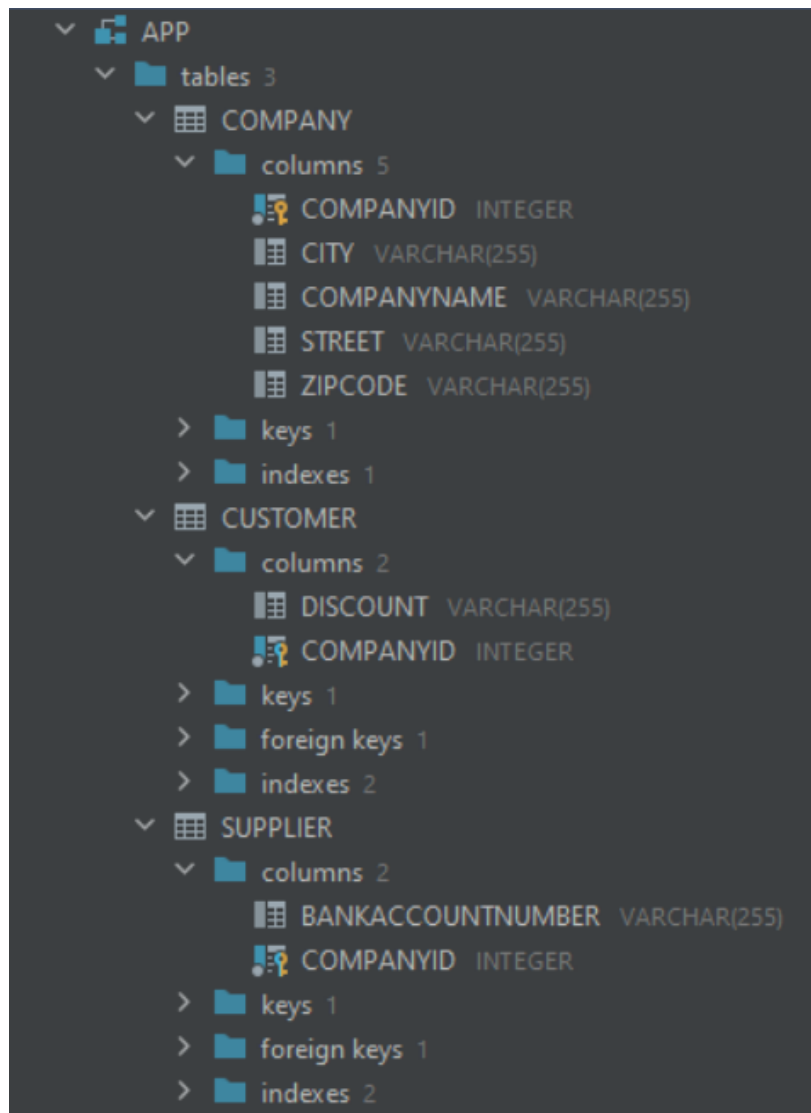 APP
tables 3
COMPANY
columns 5
COMPANYID INTEGER
CITY VARCHAR(255)
COMPANYNAME VARCHAR(255)
STREET VARCHAR(255)
ZIPCODE VARCHAR(255)
keys 1
indexes 1
CUSTOMER
columns 2
DISCOUNT VARCHAR(255)
COMPANYID INTEGER
keys 1
foreign keys 1
indexes 2
SUPPLIER
columns 2
BANKACCOUNTNUMBER VARCHAR(255)
COMPANYID INTEGER
keys 1
foreign keys 1
indexes 2